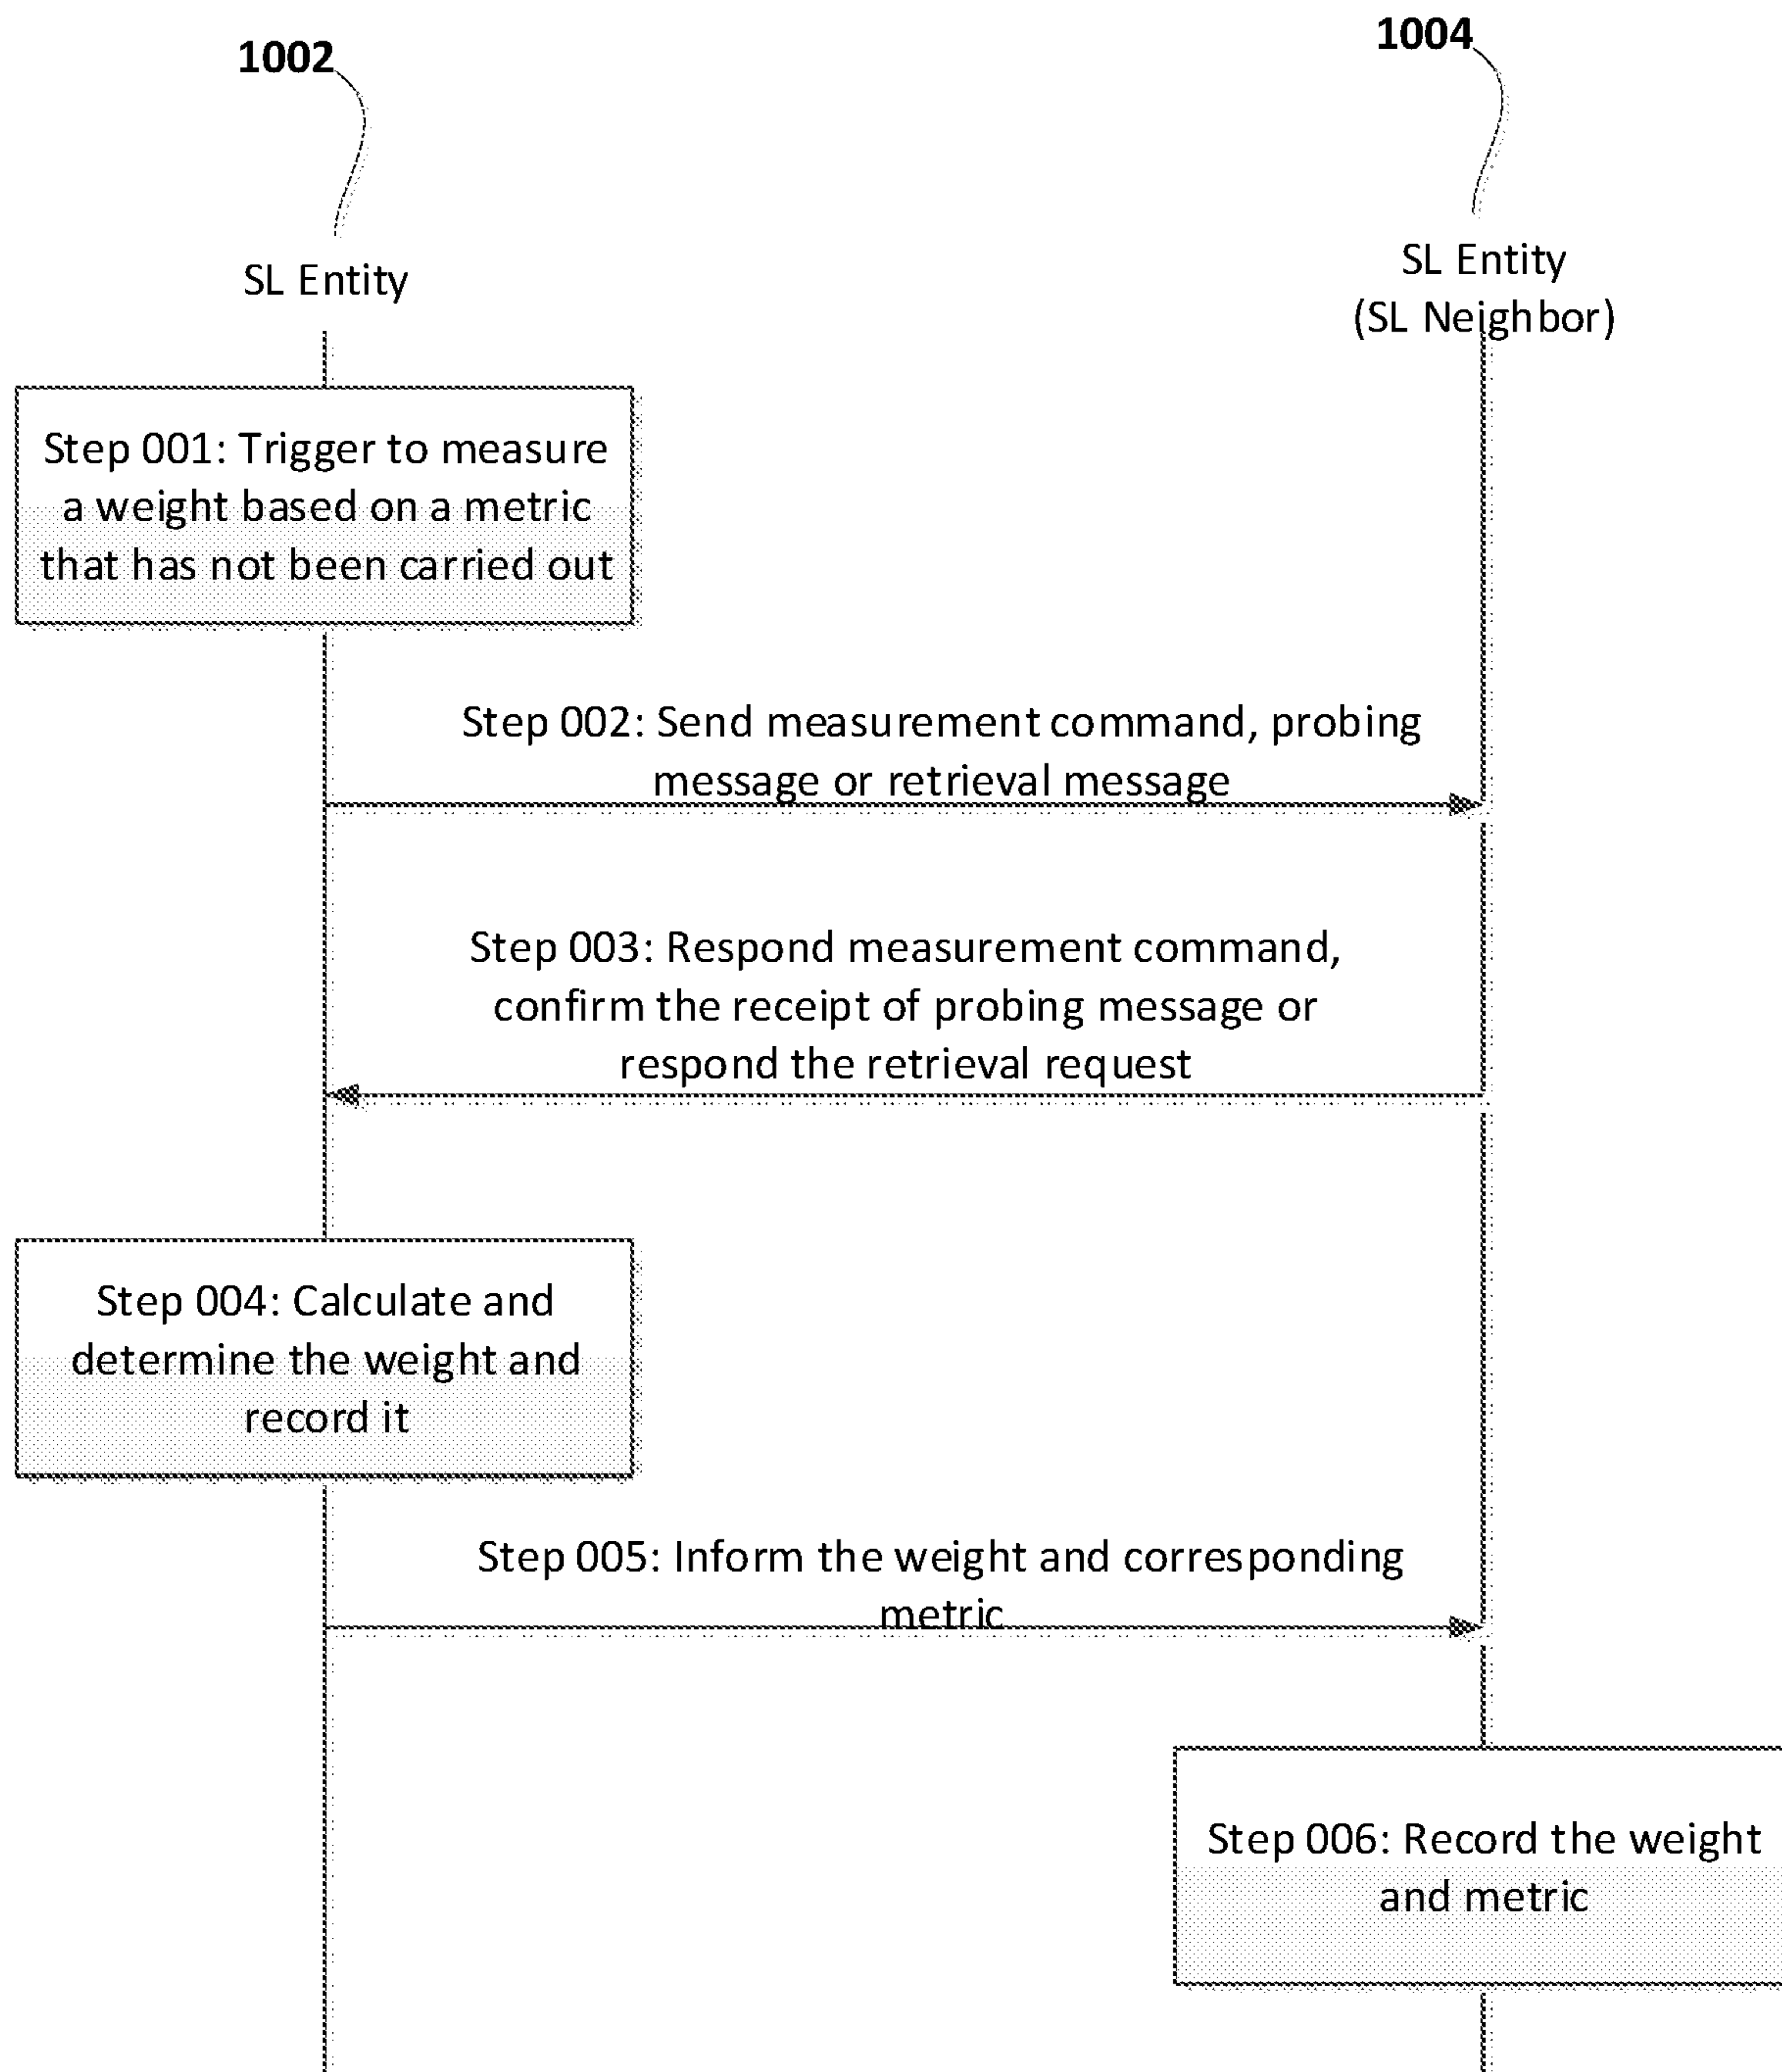 1002
1004
SL Entity
SL Entity
(SL Neighbor)
Step 001: Trigger to measure
a weight based on a metric
that has not been carried out
Step 002: Send measurement command, probing
message or retrieval message
Step 003: Respond measurement command,
confirm the receipt of probing message or
respond the retrieval request
Step 004: Calculate and
determine the weight and
record it
Step 005: Inform the weight and corresponding
metric
Step 006: Record the weight
and metric